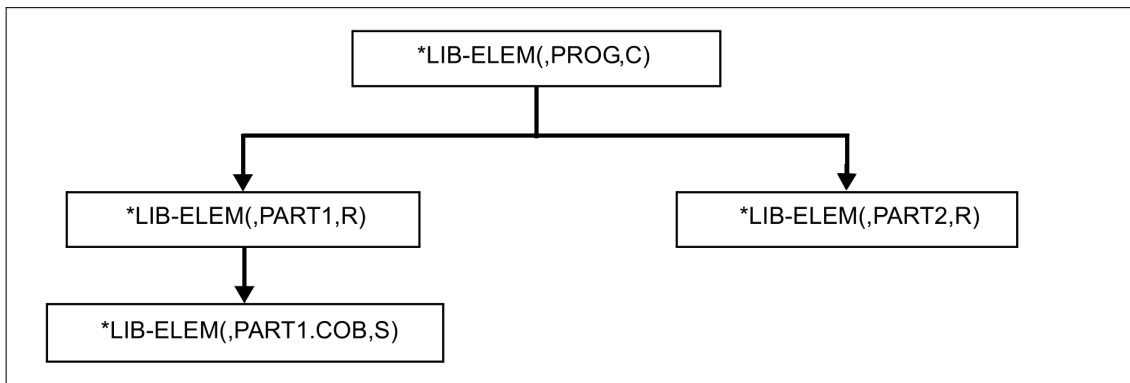 *LIB-ELEM(,PROG,C)
*LIB-ELEM(,PART1,R)
*LIB-ELEM(,PART2,R)
*LIB-ELEM(,PART1.COB,S)